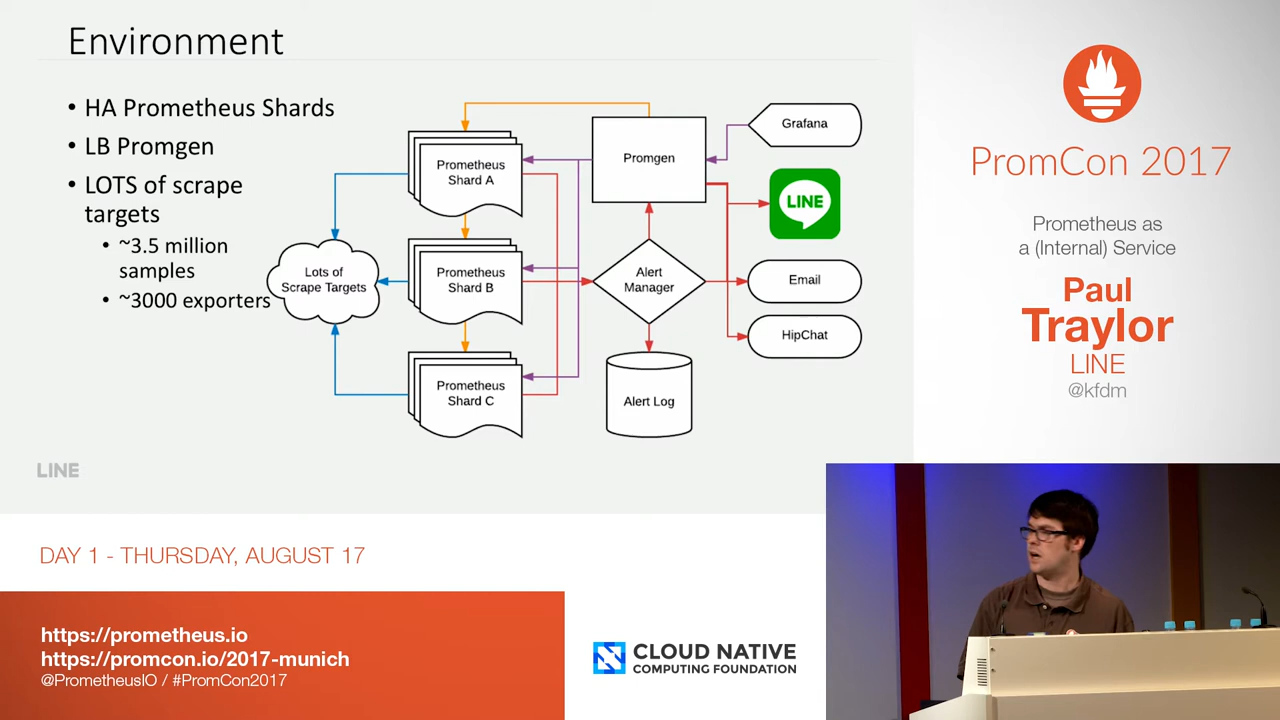 Environment
• HA Prometheus Shards
• LB Promgen
• LOTS of scrape
targets
• ~3.5 million
samples
• ~3000 exporters
Lots of
Scrape Targets
Prometheus
Shard A
Prometheus
Shard B
Prometheus
Shard C
Promgen
Alert
Manager
Alert Log
Grafana
LINE
Email
HipChat
LINE
PromCon 2017
Prometheus as
a (Internal) Service
Paul
Traylor
LINE
@kfdm
DAY 1 - THURSDAY, AUGUST 17
https://prometheus.io
https://promcon.io/2017-munich
@PrometheusIO / #PromCon2017
CLOUD NATIVE
COMPUTING FOUNDATION